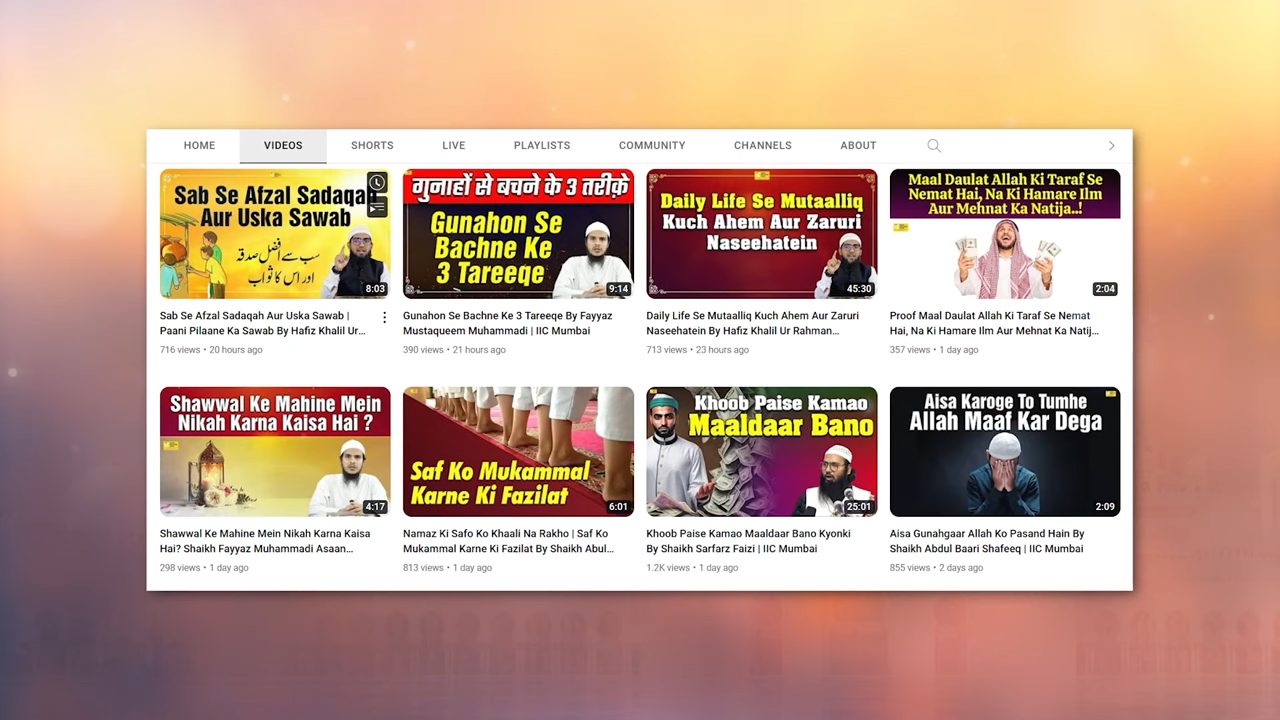 HOME VIDEOS SHORTS LIVE PLAYLISTS COMMUNITY CHANNELS ABOUT
Sab Se Afzal Sadaqah
Aur Uska Sawab
سب سے افضل صدقہ
اور اس کا ثواب
8:03
Sab Se Afzal Sadaqah Aur Uska Sawab |
Paani Pilaane Ka Sawab By Hafiz Khalil Ur...
716 views • 20 hours ago
गुनाहों से बचने के 3 तरीक़े
Gunahon Se
Bachne Ke
3 Tareeqe
9:14
Gunahon Se Bachne Ke 3 Tareeqe By Fayyaz
Mustaqueem Muhammadi | IIC Mumbai
390 views • 21 hours ago
Daily Life Se Mutaalliq
Kuch Ahem Aur Zaruri
Naseehatein
45:30
Daily Life Se Mutaalliq Kuch Ahem Aur Zaruri
Naseehatein By Hafiz Khalil Ur Rahman...
713 views • 23 hours ago
Maal Daulat Allah Ki Taraf Se
Nemat Hai, Na Ki Hamare Ilm
Aur Mehnat Ka Natija..!
2:04
Proof Maal Daulat Allah Ki Taraf Se Nemat
Hai, Na Ki Hamare Ilm Aur Mehnat Ka Natij...
357 views • 1 day ago
Shawwal Ke Mahine Mein
Nikah Karna Kaisa Hai ?
4:17
Shawwal Ke Mahine Mein Nikah Karna Kaisa
Hai? Shaikh Fayyaz Muhammadi Asaan...
298 views • 1 day ago
Saf Ko Mukammal
Karne Ki Fazilat
6:01
Namaz Ki Safo Ko Khaali Na Rakho | Saf Ko
Mukammal Karne Ki Fazilat By Shaikh Abul...
813 views • 1 day ago
Khoob Paise Kamao
Maaldaar Bano
25:01
Khoob Paise Kamao Maaldaar Bano Kyonki
By Shaikh Sarfarz Faizi | IIC Mumbai
1.2K views • 1 day ago
Aisa Karoge To Tumhe
Allah Maaf Kar Dega
2:09
Aisa Gunahgaar Allah Ko Pasand Hain By
Shaikh Abdul Baari Shafeeq | IIC Mumbai
855 views • 2 days ago